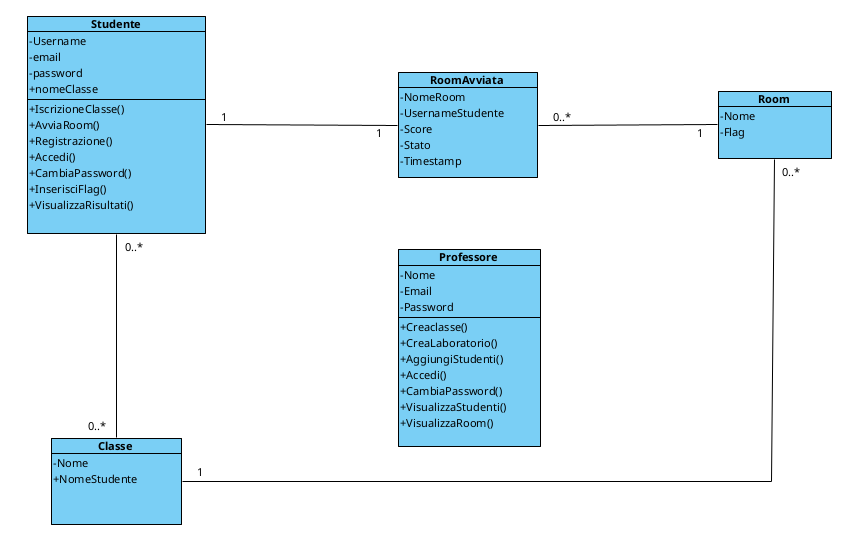 Studente
-Username
-email
-password
+nomeClasse
+IscrizioneClasse()
+AvviaRoom()
+Registrazione()
+Accedi()
+CambiaPassword()
+InserisciFlag()
+VisualizzaRisultati()
1
1
RoomAvviata
-NomeRoom
-UsernameStudente
-Score
-Stato
-Timestamp
0..*
1
Room
-Nome
-Flag
0..*
0..*
Professore
-Nome
-Email
-Password
+Creaclasse()
+CreaLaboratorio()
+AggiungiStudenti()
+Accedi()
+CambiaPassword()
+VisualizzaStudenti()
+VisualizzaRoom()
0..*
Classe
-Nome
+NomeStudente
1